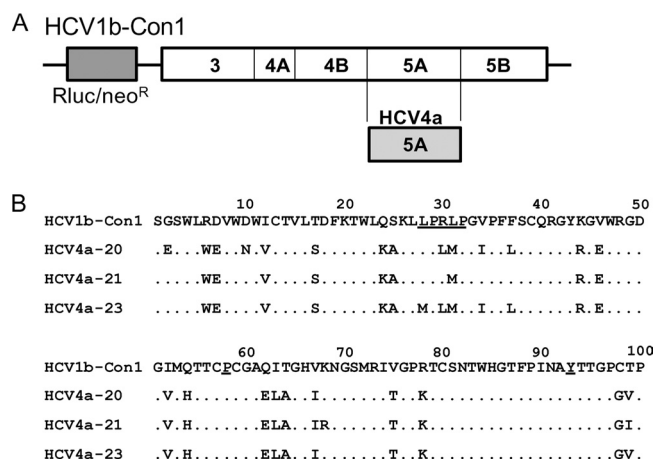 A HCV1b-Con1
3 4A 4B 5A 5B
Rluc/neoR
HCV4a
5A
B 10 20 30 40 50
HCV1b-Con1 SGSWLRDVWDWICTVLTDFKTWLQSKLLPRLPGVPFFSCQRGYKGVWRGD
HCV4a-20 .E...WE..N.V....S......KA....LM..I..L......R.E....
HCV4a-21 .....WE....V....S......KA.....M............R.E....
HCV4a-23 .....WE....V....S......KA..M.LM..I..L......R.E....
60 70 80 90 100
HCV1b-Con1 GIMQTTCPCGAQITGHVKNGSMRIVGPRTCSNTWHGTFPINAYTTGPCTP
HCV4a-20 .V.H.......ELA..I.......T..K...................GV.
HCV4a-21 .V.H.......ELA..IR......T..K...................GI.
HCV4a-23 .V.H.......ELA..I.......T..K...................GV.